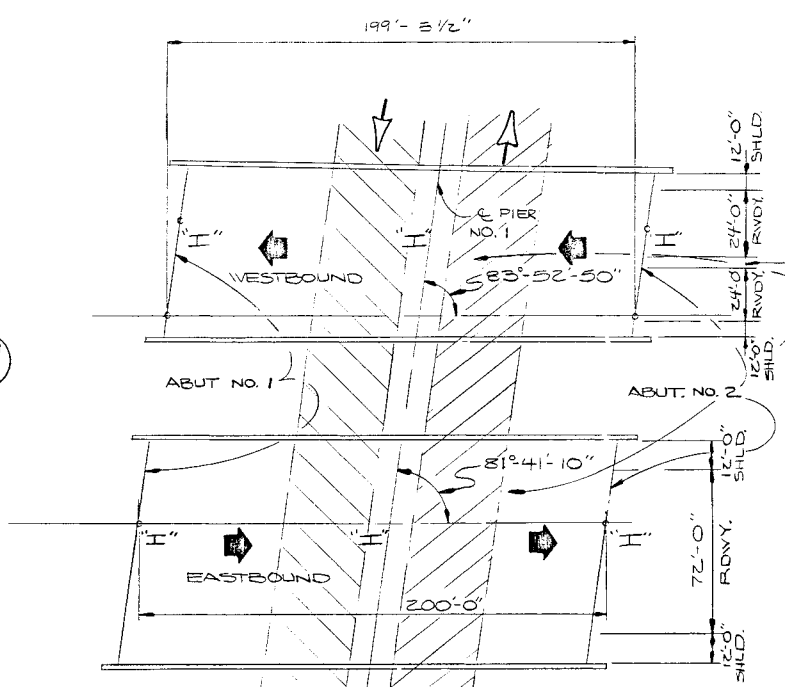 199'- 5 1/2"
12'-0"
SHLD.
24'-0"
RWDY.
24'-0"
RWDY.
12'-0"
SHLD.
℄ PIER
NO. 1
"H"
"H"
"H"
WESTBOUND
83°-52'-50"
ABUT NO. 1
ABUT. NO. 2
81°-41'-10"
12'-0"
SHLD.
72'-0"
RDWY.
12'-0"
SHLD.
"H"
"H"
"H"
EASTBOUND
200'-0"